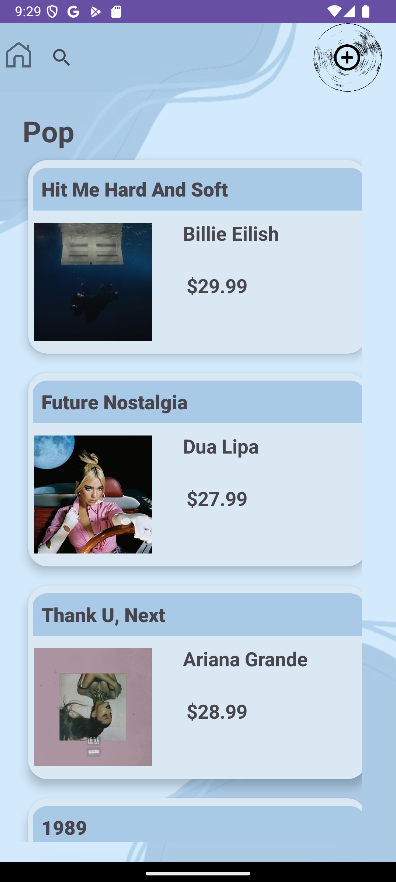 9:29
Pop
Hit Me Hard And Soft
Billie Eilish
$29.99
Future Nostalgia
Dua Lipa
$27.99
Thank U, Next
Ariana Grande
$28.99
1989